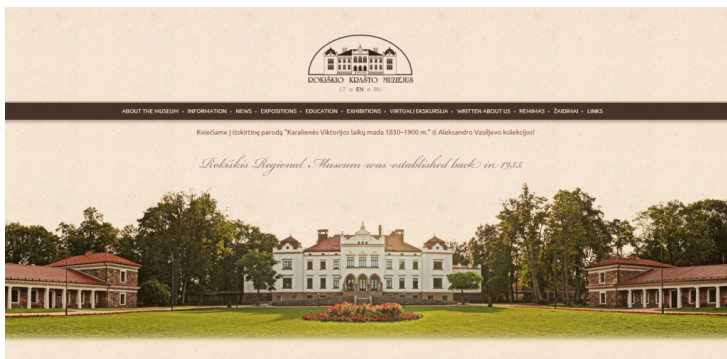 ROKIŠKIO KRAŠTO MUZIEJUS
LT o EN o RU
ABOUT THE MUSEUM • INFORMATION • NEWS • EXPOSITIONS • EDUCATION • EXHIBITIONS • VIRTUALI EKSKURSIJA • WRITTEN ABOUT US • RĖMIMAS • ŽAIDIMAI • LINKS
Kviečiame į išskirtinę parodą "Karalienės Viktorijos laikų mada 1830–1900 m." iš Aleksandro Vasiljevo kolekcijos!
Rokiškis Regional Museum was established back in 1933.